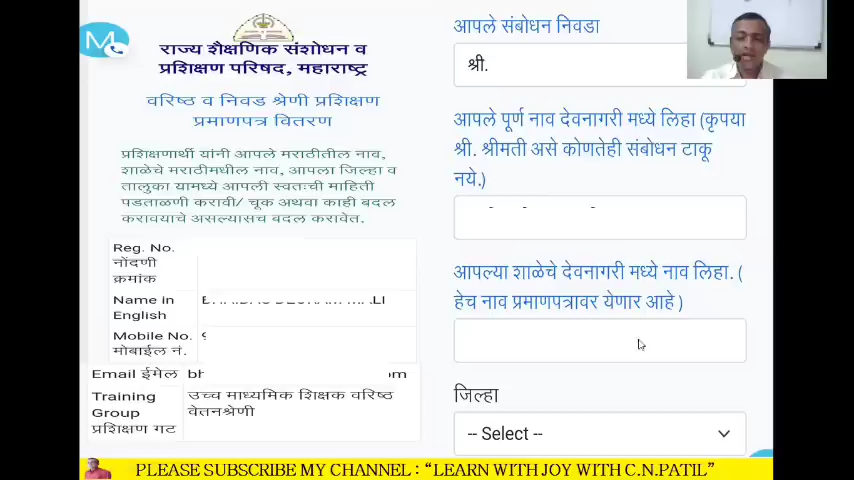 राज्य शैक्षणिक संशोधन व
प्रशिक्षण परिषद, महाराष्ट्र
वरिष्ठ व निवड श्रेणी प्रशिक्षण
प्रमाणपत्र वितरण
प्रशिक्षणार्थी यांनी आपले मराठीतील नाव,
शाळेचे मराठीमधील नाव, आपला जिल्हा व
तालुका यामध्ये आपली स्वतःची माहिती
पडताळणी करावी/ चूक अथवा काही बदल
करावयाचे असल्यासच बदल करावेत.
Reg. No.
नोंदणी
क्रमांक
Name in
English
Mobile No.
मोबाईल नं.
Email ईमेल bh om
Training
Group
प्रशिक्षण गट
उच्च माध्यमिक शिक्षक वरिष्ठ
वेतनश्रेणी
आपले संबोधन निवडा
श्री.
आपले पूर्ण नाव देवनागरी मध्ये लिहा (कृपया
श्री. श्रीमती असे कोणतेही संबोधन टाकू
नये.)
आपल्या शाळेचे देवनागरी मध्ये नाव लिहा. (
हेच नाव प्रमाणपत्रावर येणार आहे )
जिल्हा
-- Select --
PLEASE SUBSCRIBE MY CHANNEL : “LEARN WITH JOY WITH C.N.PATIL”